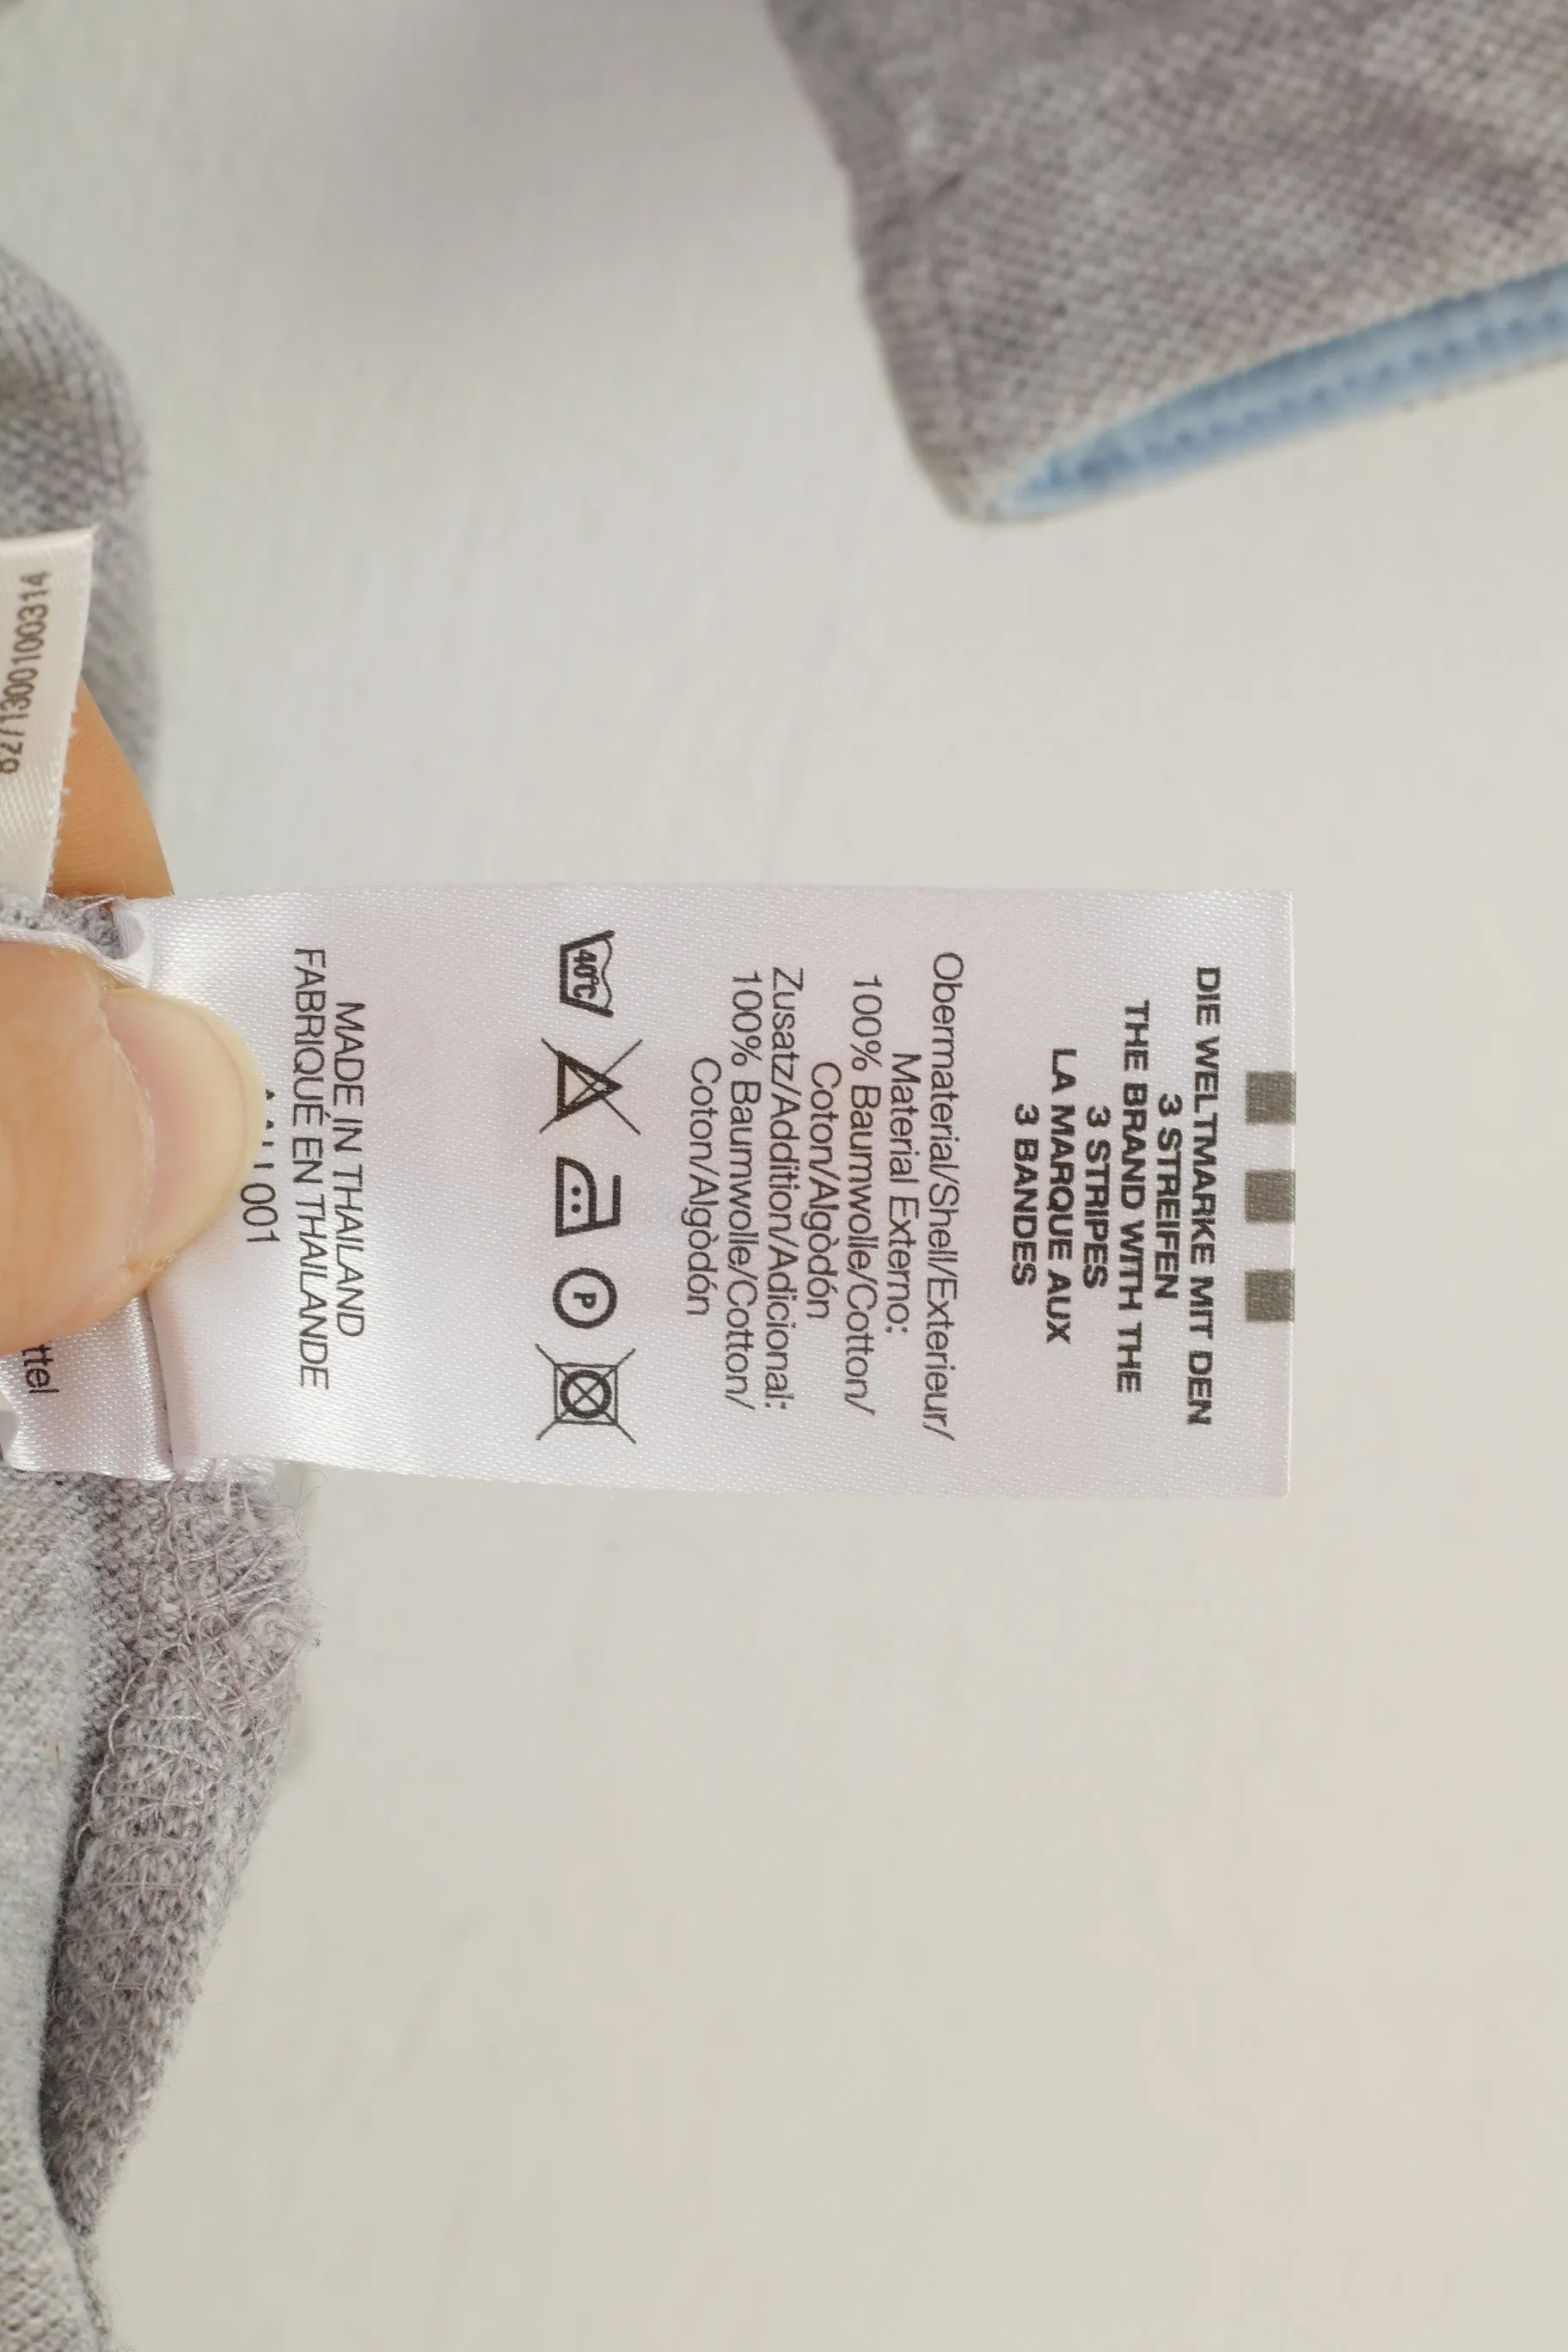 DIE WELTMARKE MIT DEN
3 STREIFEN
THE BRAND WITH THE
3 STRIPES
LA MARQUE AUX
3 BANDES
Obermaterial/Shell/Exterieur/
Material Externo:
100% Baumwolle/Cotton/
Coton/Algòdón
Zusatz/Addition/Adicional:
100% Baumwolle/Cotton/
Coton/Algòdón
40°C
P
MADE IN THAILAND
FABRIQUÉ EN THAILANDE
001